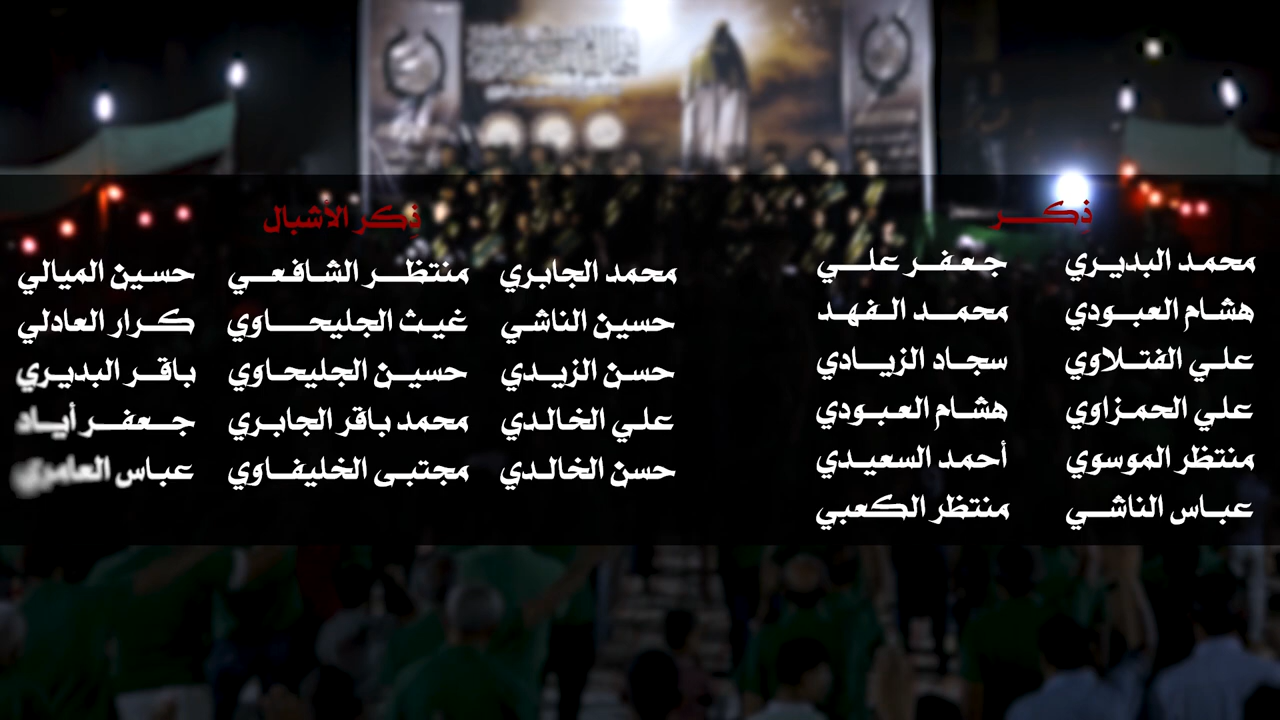 ذكر
محمد البديري
هشام العبودي
علي الفتلاوي
علي الحمزاوي
منتظر الموسوي
عباس الناشي
جعفر علي
محمد الفهد
سجاد الزيادي
هشام العبودي
أحمد السعيدي
منتظر الكعبي
ذكر الأشبال
محمد الجابري
حسين الناشي
حسن الزيدي
علي الخالدي
حسن الخالدي
منتظر الشافعي
غيث الجليحاوي
حسين الجليحاوي
محمد باقر الجابري
مجتبى الخليفاوي
حسين الميالي
كرار العادلي
باقر البديري
جعفر أياد
عباس العامري